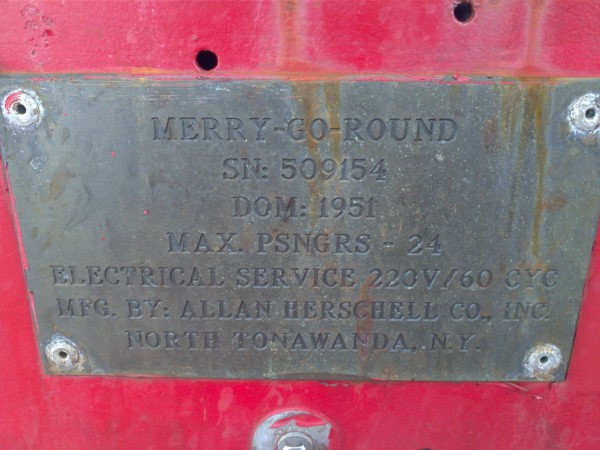 MERRY-GO-ROUND
SN: 509154
DOM: 1951
MAX. PSNGRS - 24
ELECTRICAL SERVICE 220V/60 CYC
MFG. BY: ALLAN HERSCHELL CO., INC.
NORTH TONAWANDA, N.Y.